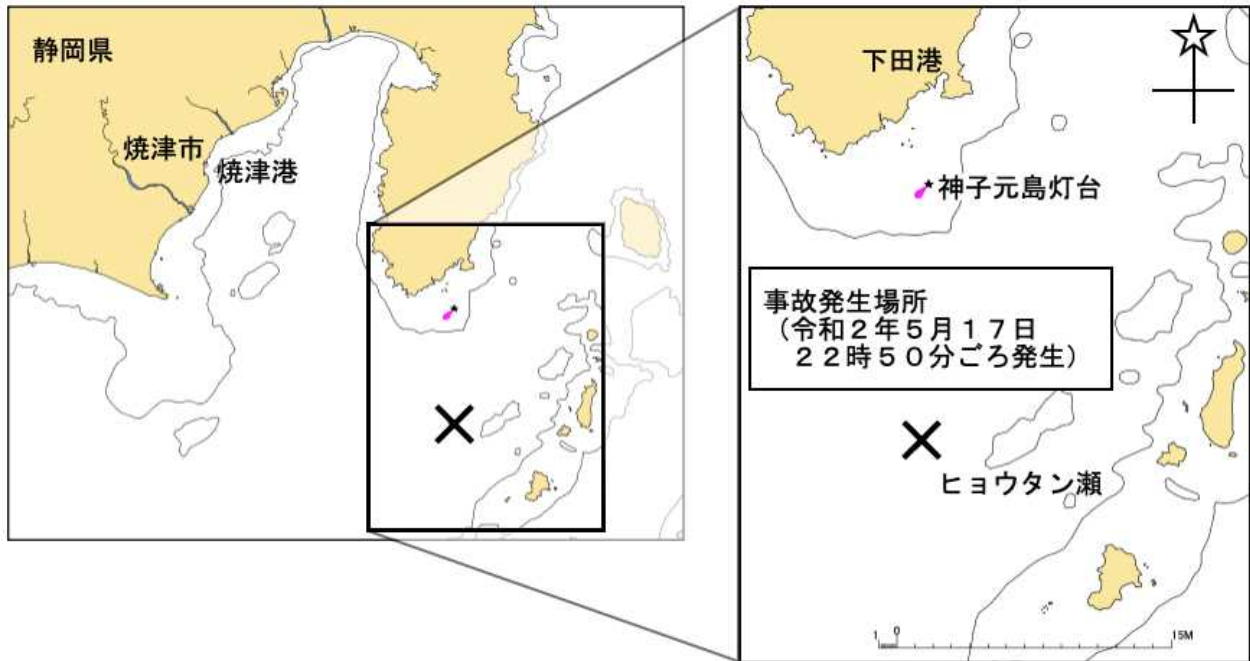 静岡県
焼津市
焼津港
下田港
神子元島灯台
事故発生場所
（令和２年５月１７日
２２時５０分ごろ発生）
ヒョウタン瀬
1 0 15M